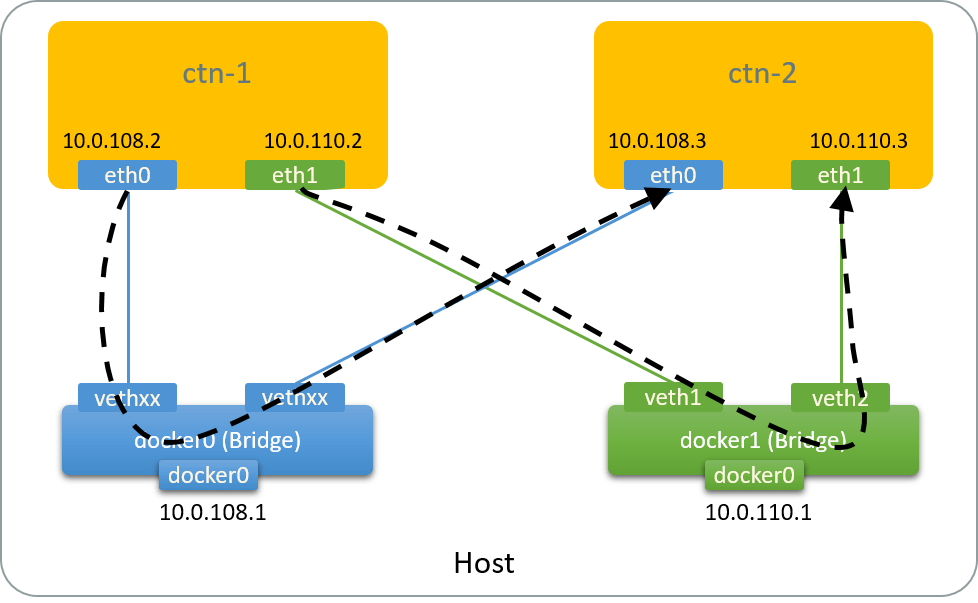 ctn-1
ctn-2
10.0.108.2
10.0.110.2
10.0.108.3
10.0.110.3
eth0
eth1
eth0
eth1
vethxx
vethxx
veth1
veth2
docker0 (Bridge)
docker1 (Bridge)
docker0
docker0
10.0.108.1
10.0.110.1
Host